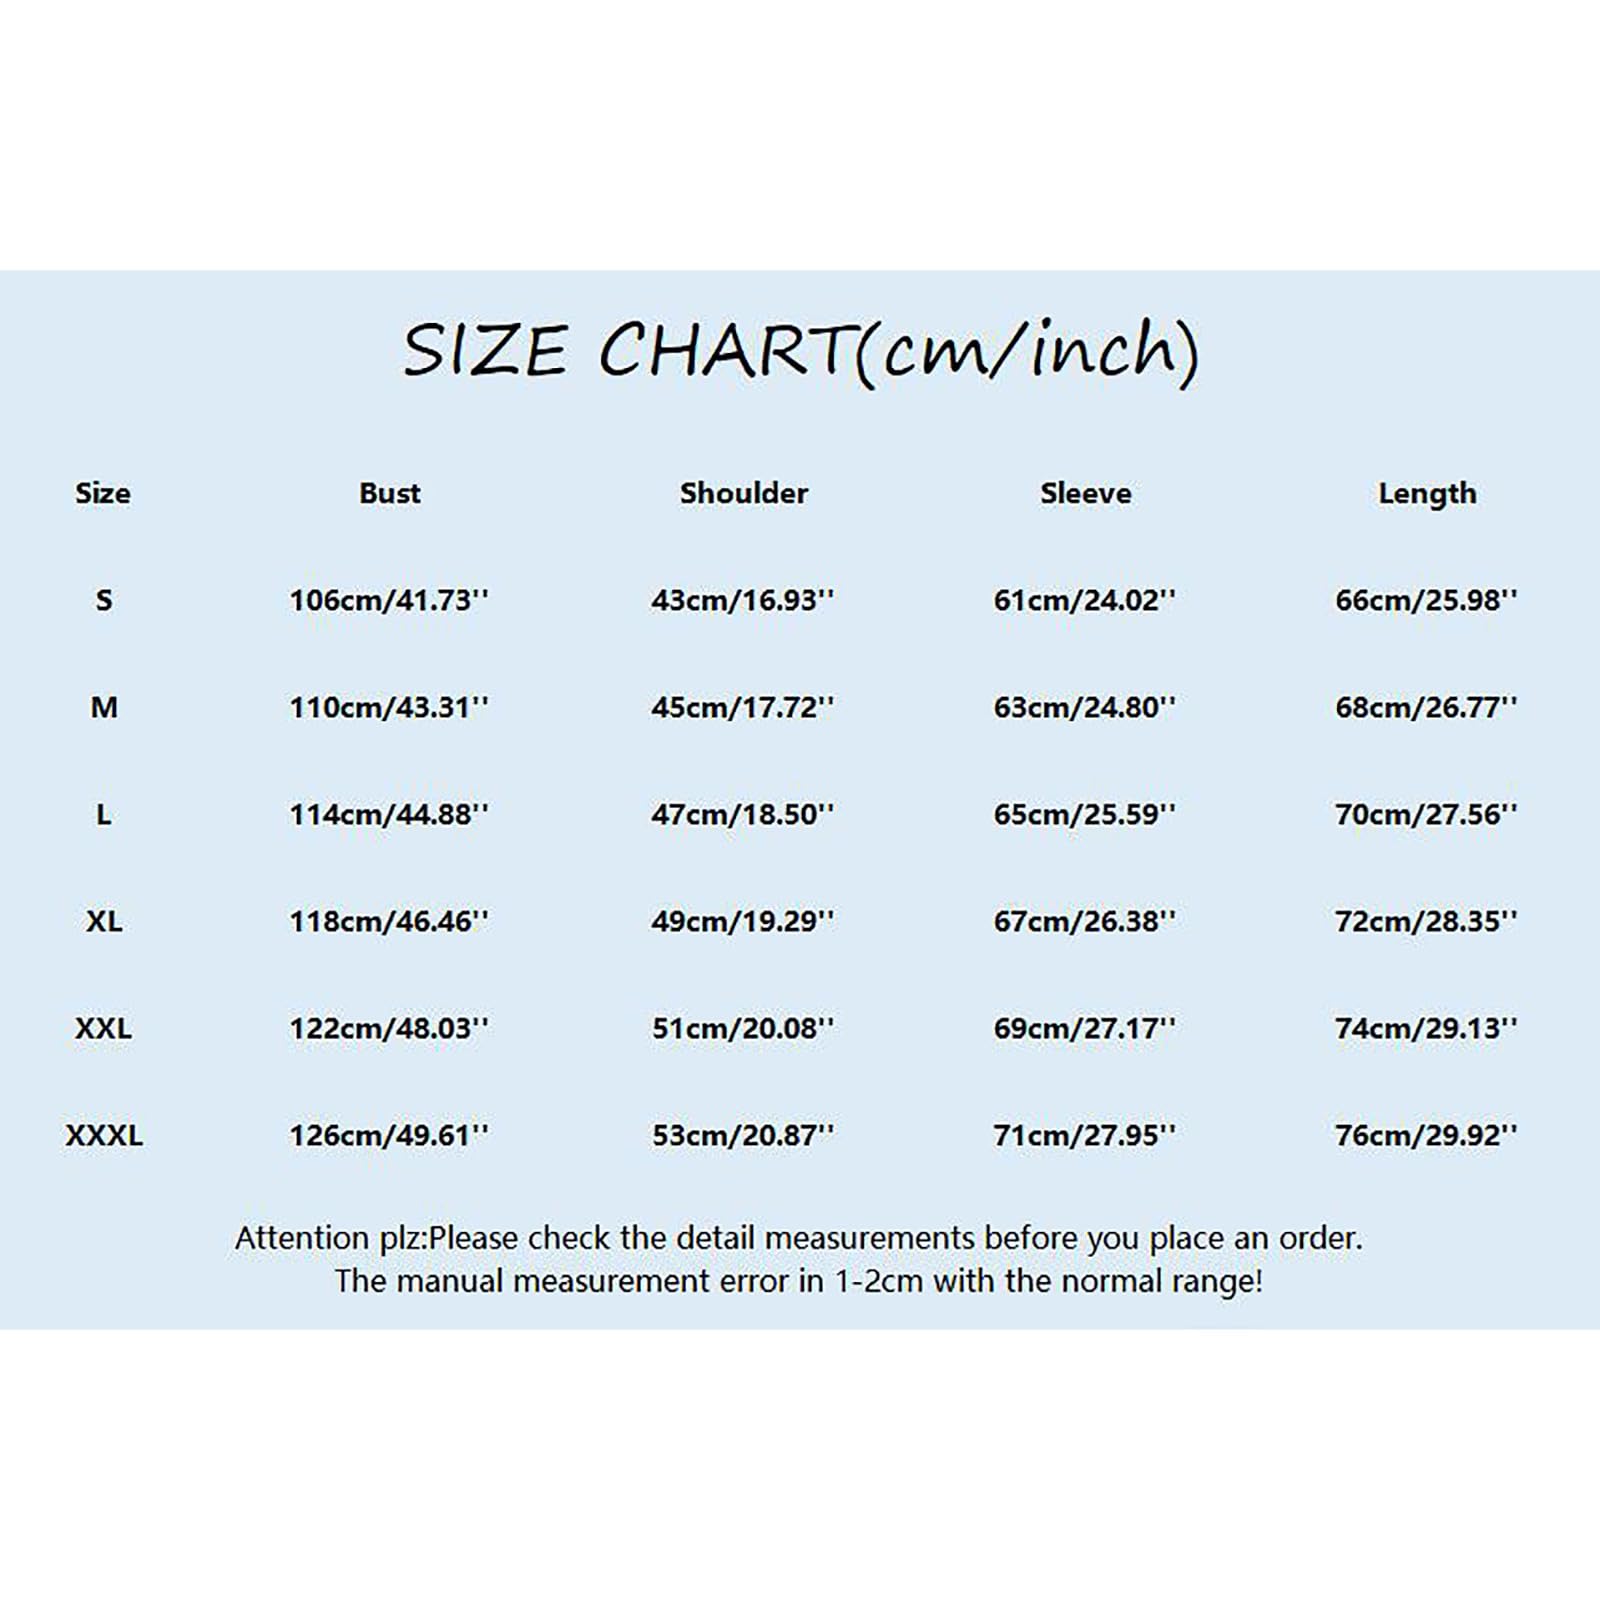 SIZE CHART(cm/inch)
Size Bust Shoulder Sleeve Length
S 106cm/41.73'' 43cm/16.93'' 61cm/24.02'' 66cm/25.98''
M 110cm/43.31'' 45cm/17.72'' 63cm/24.80'' 68cm/26.77''
L 114cm/44.88'' 47cm/18.50'' 65cm/25.59'' 70cm/27.56''
XL 118cm/46.46'' 49cm/19.29'' 67cm/26.38'' 72cm/28.35''
XXL 122cm/48.03'' 51cm/20.08'' 69cm/27.17'' 74cm/29.13''
XXXL 126cm/49.61'' 53cm/20.87'' 71cm/27.95'' 76cm/29.92''
Attention plz:Please check the detail measurements before you place an order.
The manual measurement error in 1-2cm with the normal range!